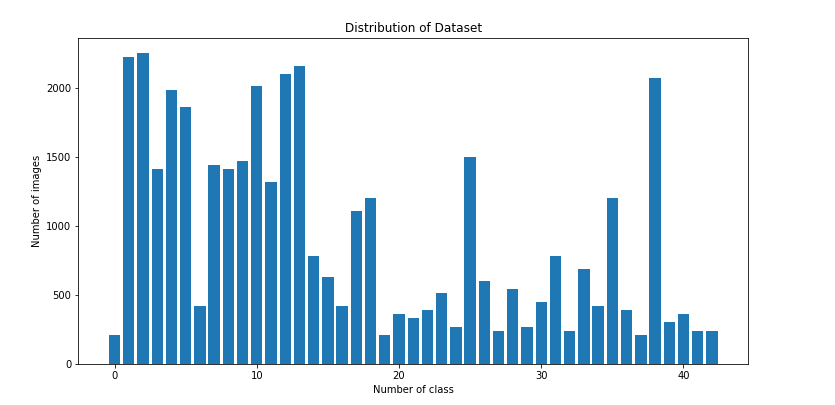 Distribution of Dataset
Number of images
2000
1500
1000
500
0
0 10 20 30 40
Number of class